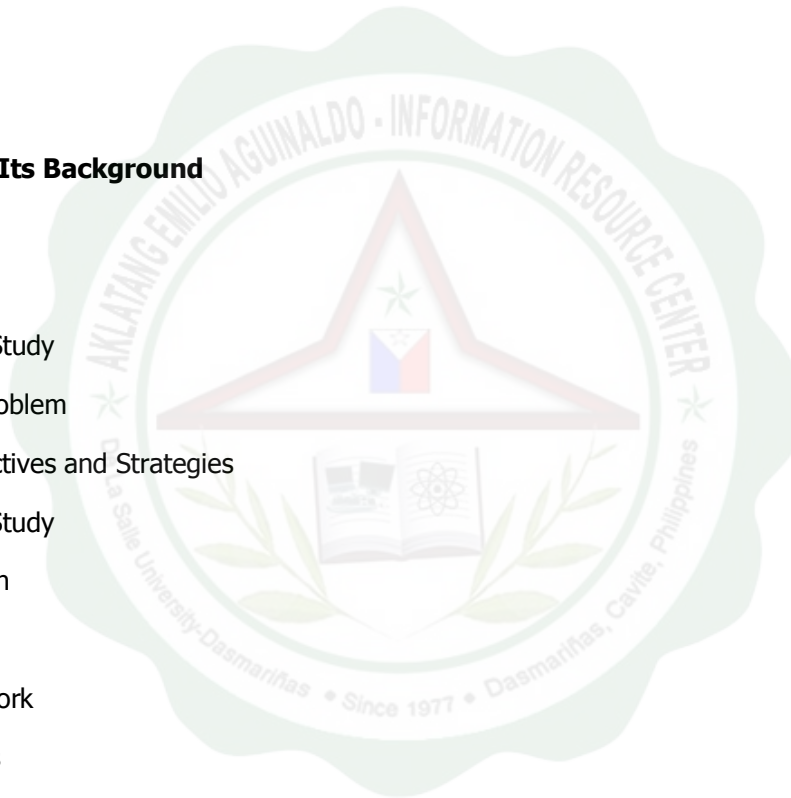 Its Background
Study
oblem
ctives and Strategies
Study
n
ork
AKLATANG EMILIO AGUINALDO - INFORMATION RESOURCE CENTER
De La Salle University-Dasmariñas • Since 1977 • Dasmariñas, Cavite, Philippines